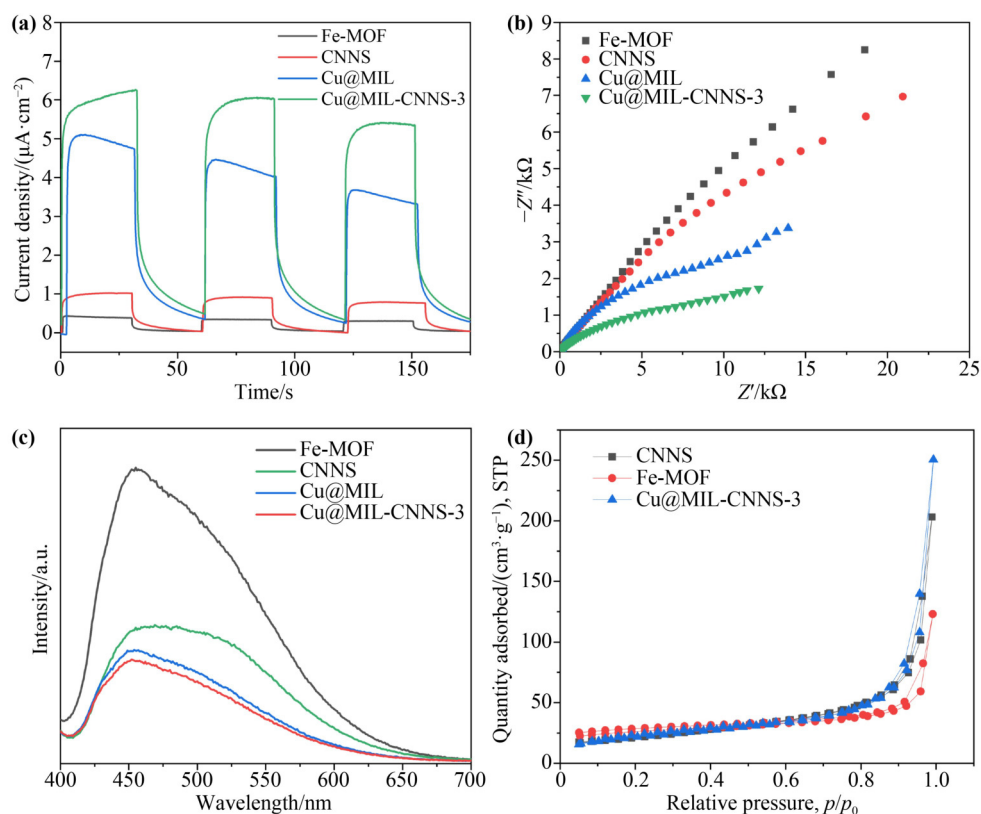 (a)
8
7
6
5
4
3
2
1
0
Current density/(μA·cm⁻²)
Fe-MOF
CNNS
Cu@MIL
Cu@MIL-CNNS-3
0
50
100
150
Time/s
(b)
−9
−8
−7
−6
−5
−4
−3
−2
−1
0
−Z″/kΩ
Fe-MOF
CNNS
Cu@MIL
Cu@MIL-CNNS-3
0
5
10
15
20
25
Z′/kΩ
(c)
Intensity/a.u.
Fe-MOF
CNNS
Cu@MIL
Cu@MIL-CNNS-3
400
450
500
550
600
650
700
Wavelength/nm
(d)
250
200
150
100
50
0
Quantity adsorbed/(cm³·g⁻¹), STP
CNNS
Fe-MOF
Cu@MIL-CNNS-3
0
0.2
0.4
0.6
0.8
1.0
Relative pressure, p/p₀